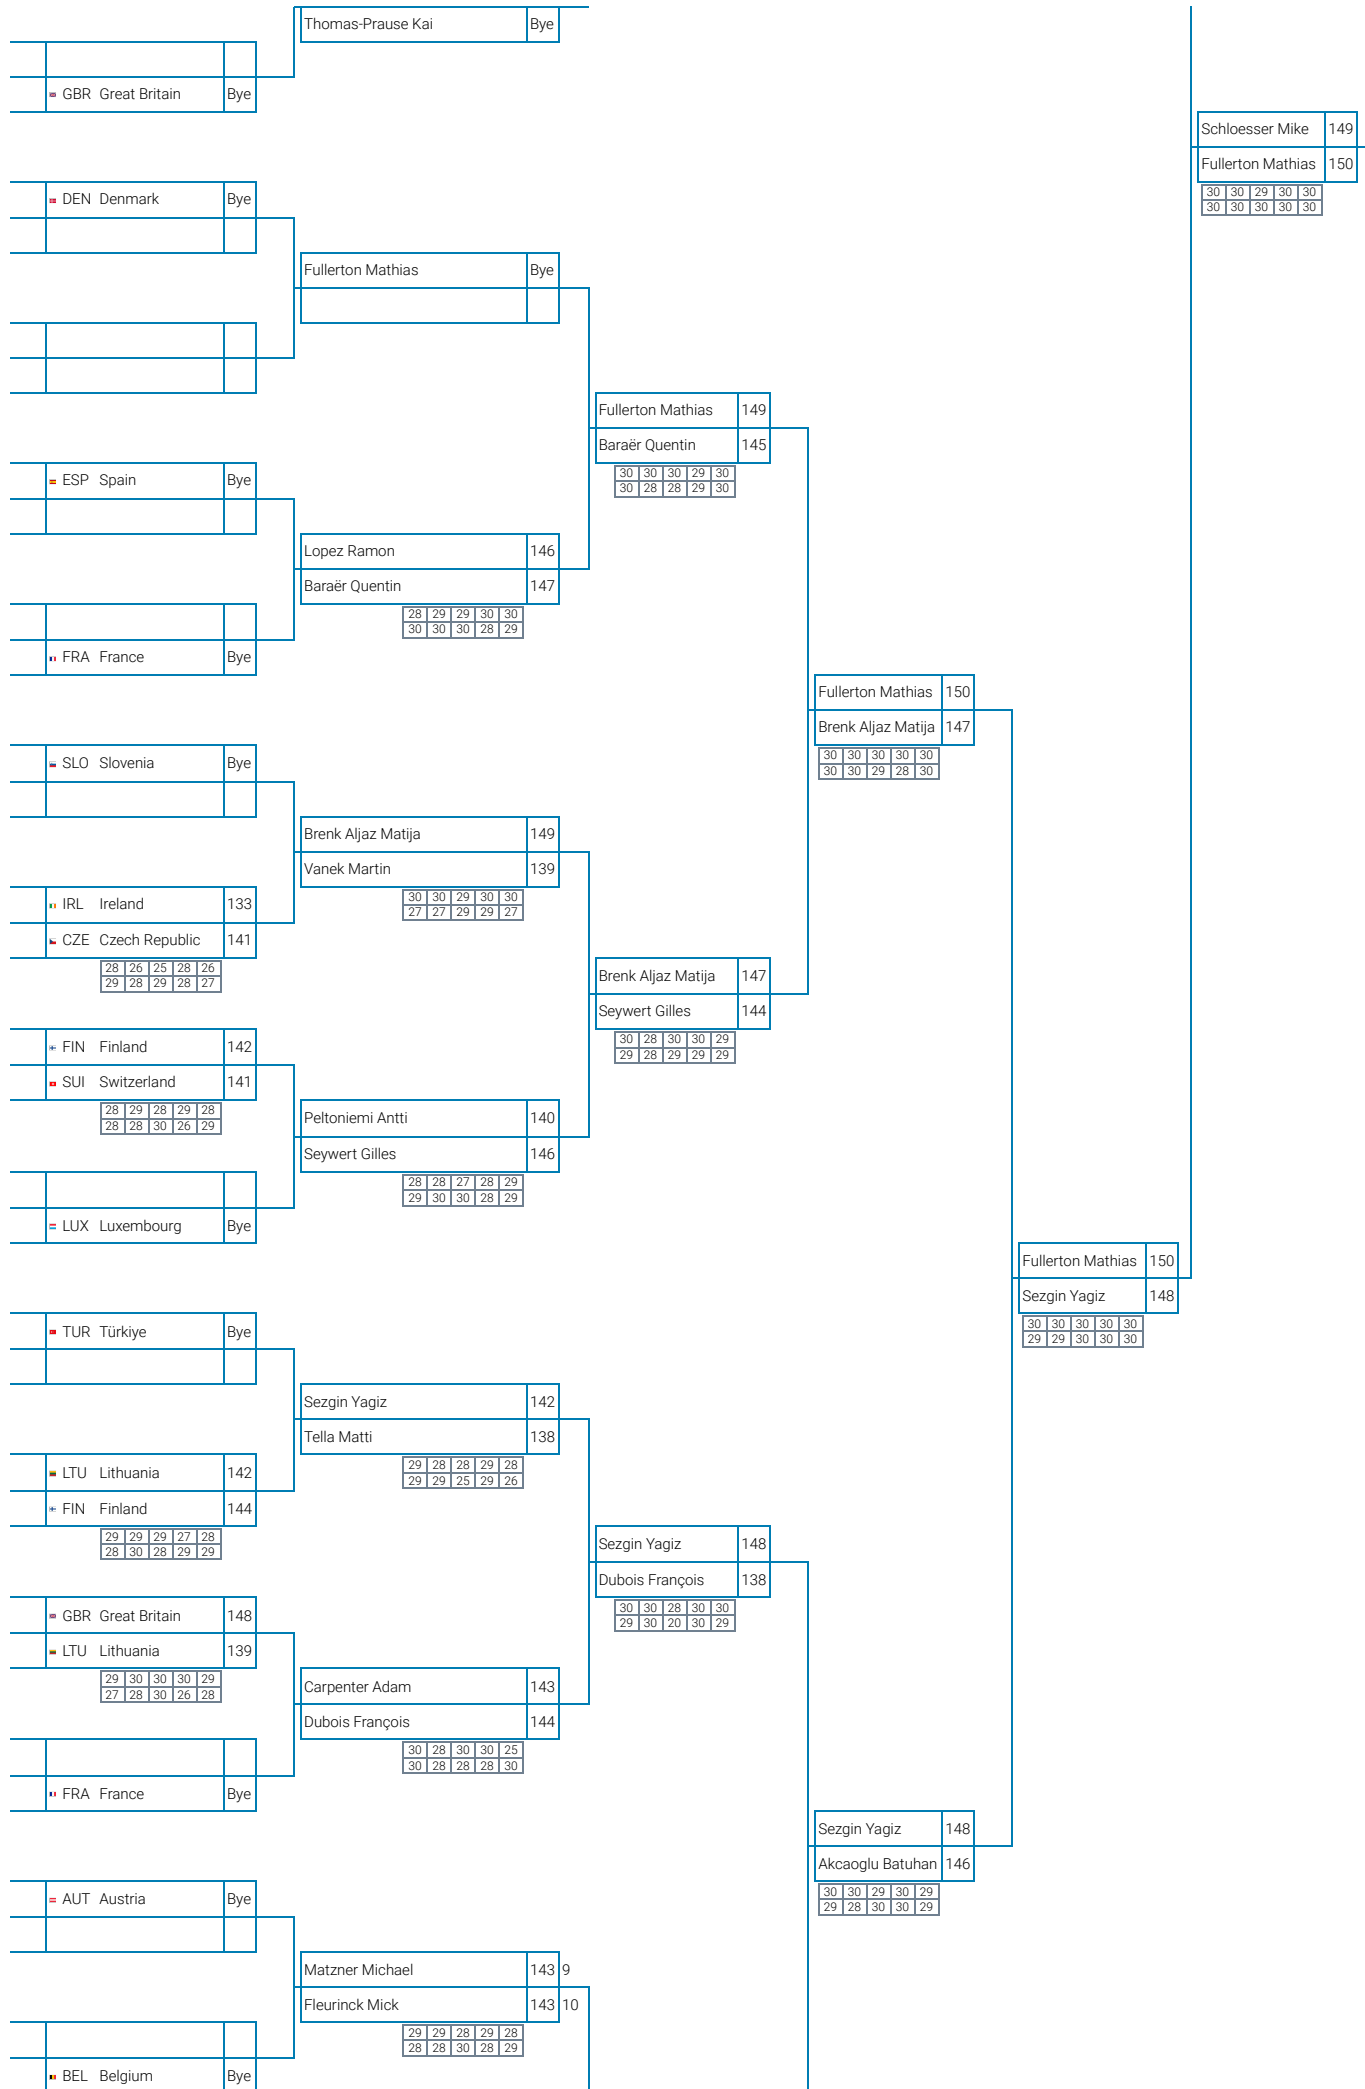 Thomas-Prause Kai Bye
GBR Great Britain Bye
Schloesser Mike 149
Fullerton Mathias 150
30 30 29 30 30
30 30 30 30 30
DEN Denmark Bye
Fullerton Mathias Bye
Fullerton Mathias 149
Baraër Quentin 145
30 30 30 29 30
30 28 28 29 30
ESP Spain Bye
Lopez Ramon 146
Baraër Quentin 147
28 29 29 30 30
30 30 30 28 29
FRA France Bye
Fullerton Mathias 150
Brenk Aljaz Matija 147
30 30 30 30 30
30 30 29 28 30
SLO Slovenia Bye
Brenk Aljaz Matija 149
Vanek Martin 139
30 30 29 30 30
27 27 29 29 27
IRL Ireland 133
CZE Czech Republic 141
28 26 25 28 26
29 28 29 28 27
Brenk Aljaz Matija 147
Seywert Gilles 144
30 28 30 30 29
29 28 29 29 29
FIN Finland 142
SUI Switzerland 141
28 29 28 29 28
28 28 30 26 29
Peltoniemi Antti 140
Seywert Gilles 146
28 28 27 28 29
29 30 30 28 29
LUX Luxembourg Bye
Fullerton Mathias 150
Sezgin Yagiz 148
30 30 30 30 30
29 29 30 30 30
TUR Türkiye Bye
Sezgin Yagiz 142
Tella Matti 138
29 28 28 29 28
29 29 25 29 26
LTU Lithuania 142
FIN Finland 144
29 29 29 27 28
28 30 28 29 29
Sezgin Yagiz 148
Dubois François 138
30 30 28 30 30
29 30 20 30 29
GBR Great Britain 148
LTU Lithuania 139
29 30 30 30 29
27 28 30 26 28
Carpenter Adam 143
Dubois François 144
30 28 30 30 25
30 28 28 28 30
FRA France Bye
Sezgin Yagiz 148
Akcaoglu Batuhan 146
30 30 29 30 29
29 28 30 30 29
AUT Austria Bye
Matzner Michael 143 9
Fleurinck Mick 143 10
29 29 28 29 28
28 28 30 28 29
BEL Belgium Bye